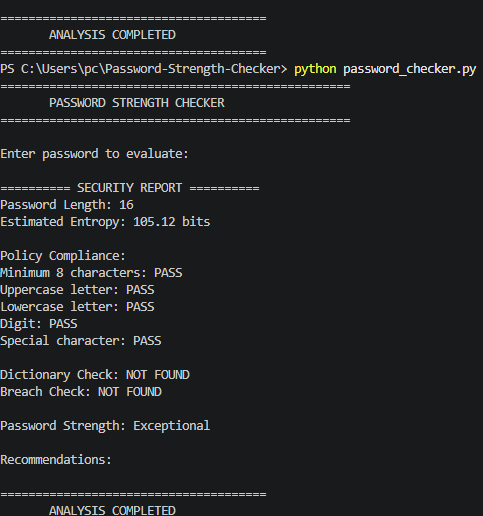 ======================================
ANALYSIS COMPLETED
======================================
PS C:\Users\pc\Password-Strength-Checker> python password_checker.py
==================================================
PASSWORD STRENGTH CHECKER
==================================================
Enter password to evaluate:
========== SECURITY REPORT ==========
Password Length: 16
Estimated Entropy: 105.12 bits
Policy Compliance:
Minimum 8 characters: PASS
Uppercase letter: PASS
Lowercase letter: PASS
Digit: PASS
Special character: PASS
Dictionary Check: NOT FOUND
Breach Check: NOT FOUND
Password Strength: Exceptional
Recommendations:
======================================
ANALYSIS COMPLETED